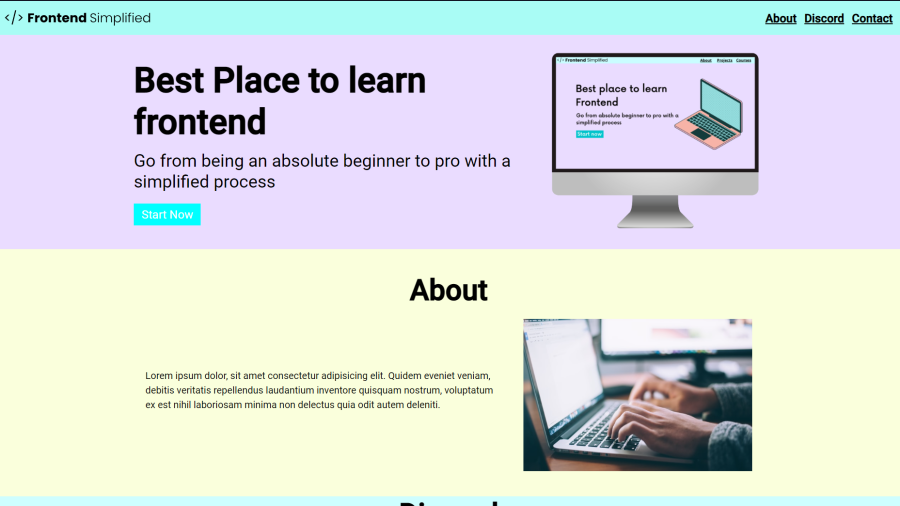 </> Frontend Simplified
About Discord Contact
Best Place to learn
frontend
Go from being an absolute beginner to pro with a
simplified process
Start Now
</> Frontend Simplified
About Projects Courses
Best place to learn
Frontend
Go from absolute beginner to pro with a
simplified process
Start now
About
Lorem ipsum dolor, sit amet consectetur adipisicing elit. Quidem eveniet veniam,
debitis veritatis repellendus laudantium inventore quisquam nostrum, voluptatum
ex est nihil laboriosam minima non delectus quia odit autem deleniti.